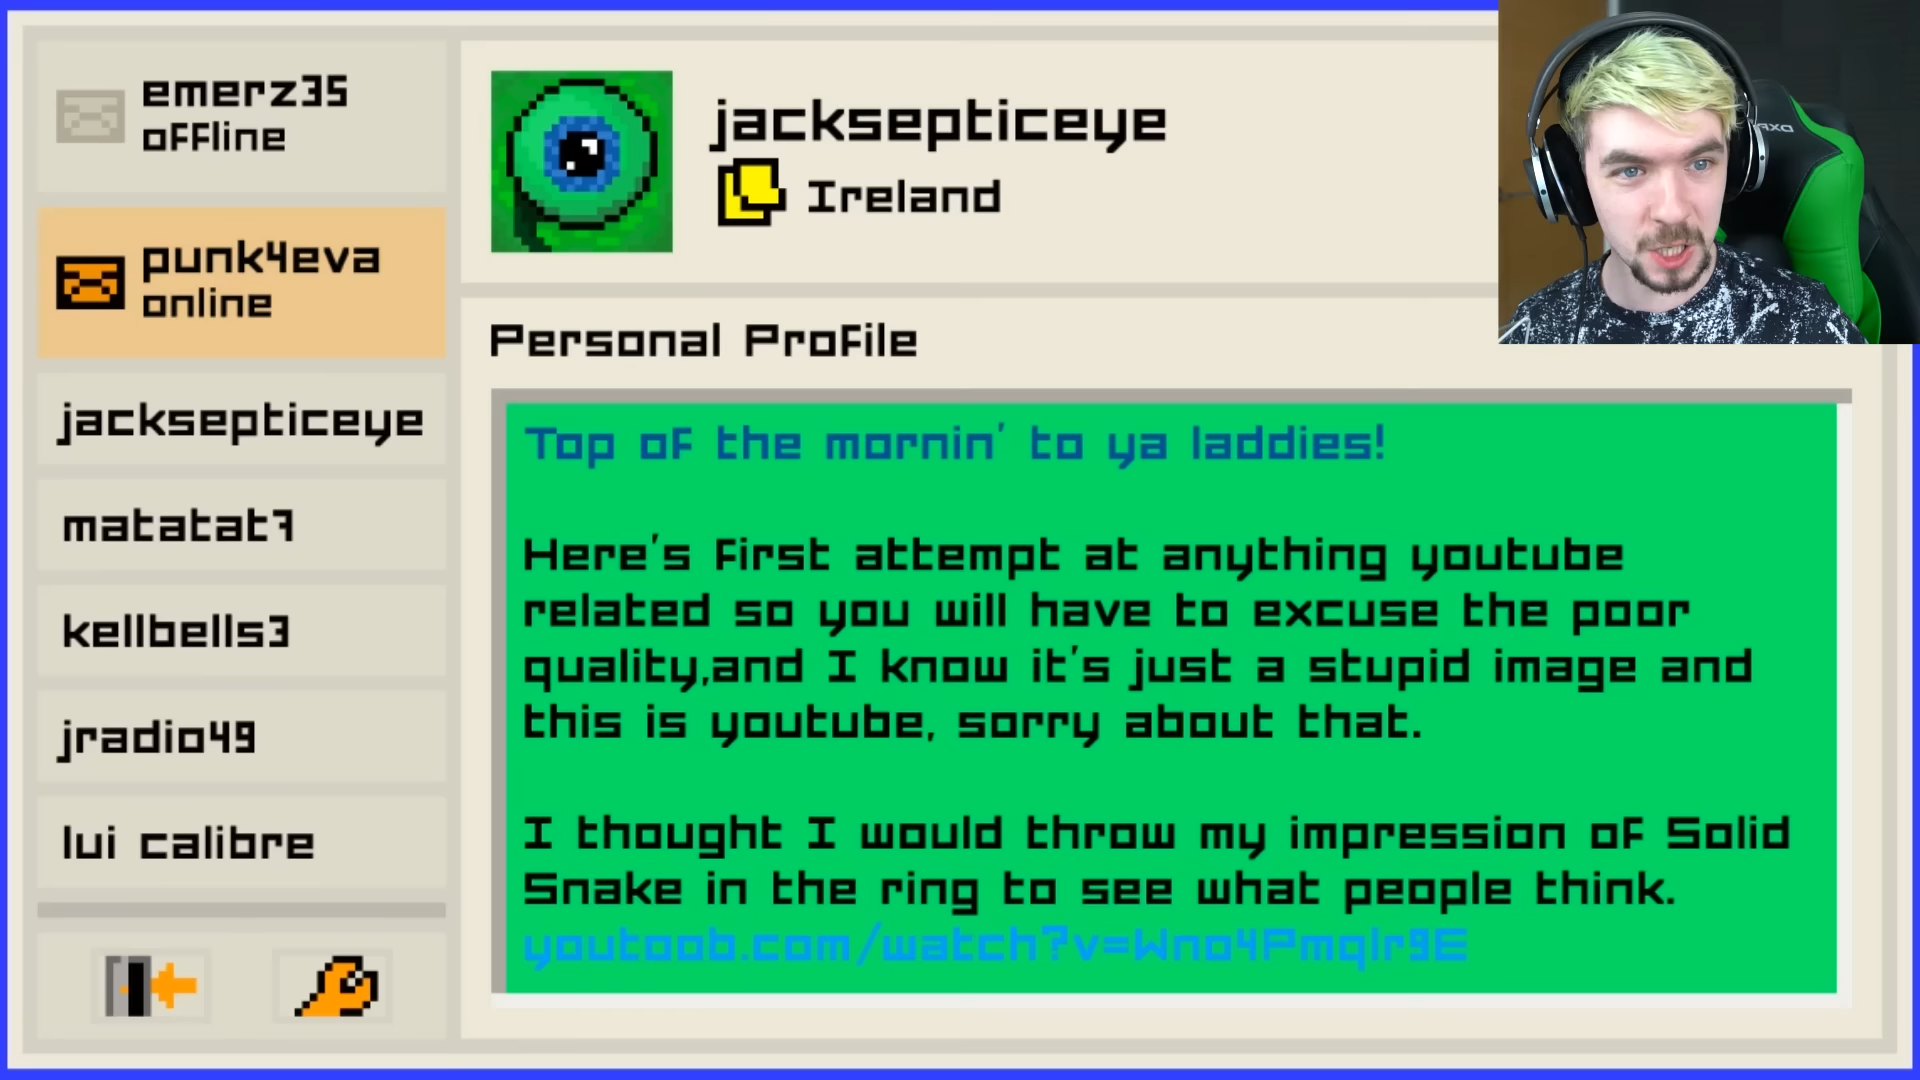 emerz35
offline
punk4eva
online
jacksepticeye
matatat7
kellbells3
jradio49
lui calibre
jacksepticeye
Ireland
Personal Profile
Top of the mornin' to ya laddies!
Here's first attempt at anything youtube
related so you will have to excuse the poor
quality,and I know it's just a stupid image and
this is youtube, sorry about that.
I thought I would throw my impression of Solid
Snake in the ring to see what people think.
youtoob.com/watch?v=Wno4PmqIr9E
DXR